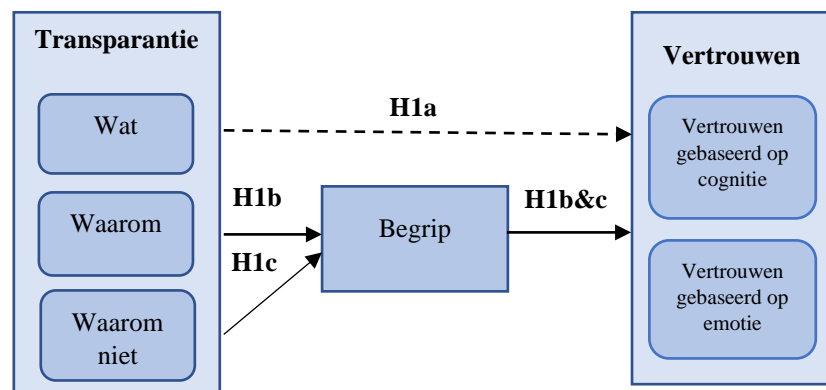 Transparantie
Wat
Waarom
Waarom
niet
H1a
H1b
H1c
Begrip
H1b&c
Vertrouwen
Vertrouwen
gebaseerd op
cognitie
Vertrouwen
gebaseerd op
emotie